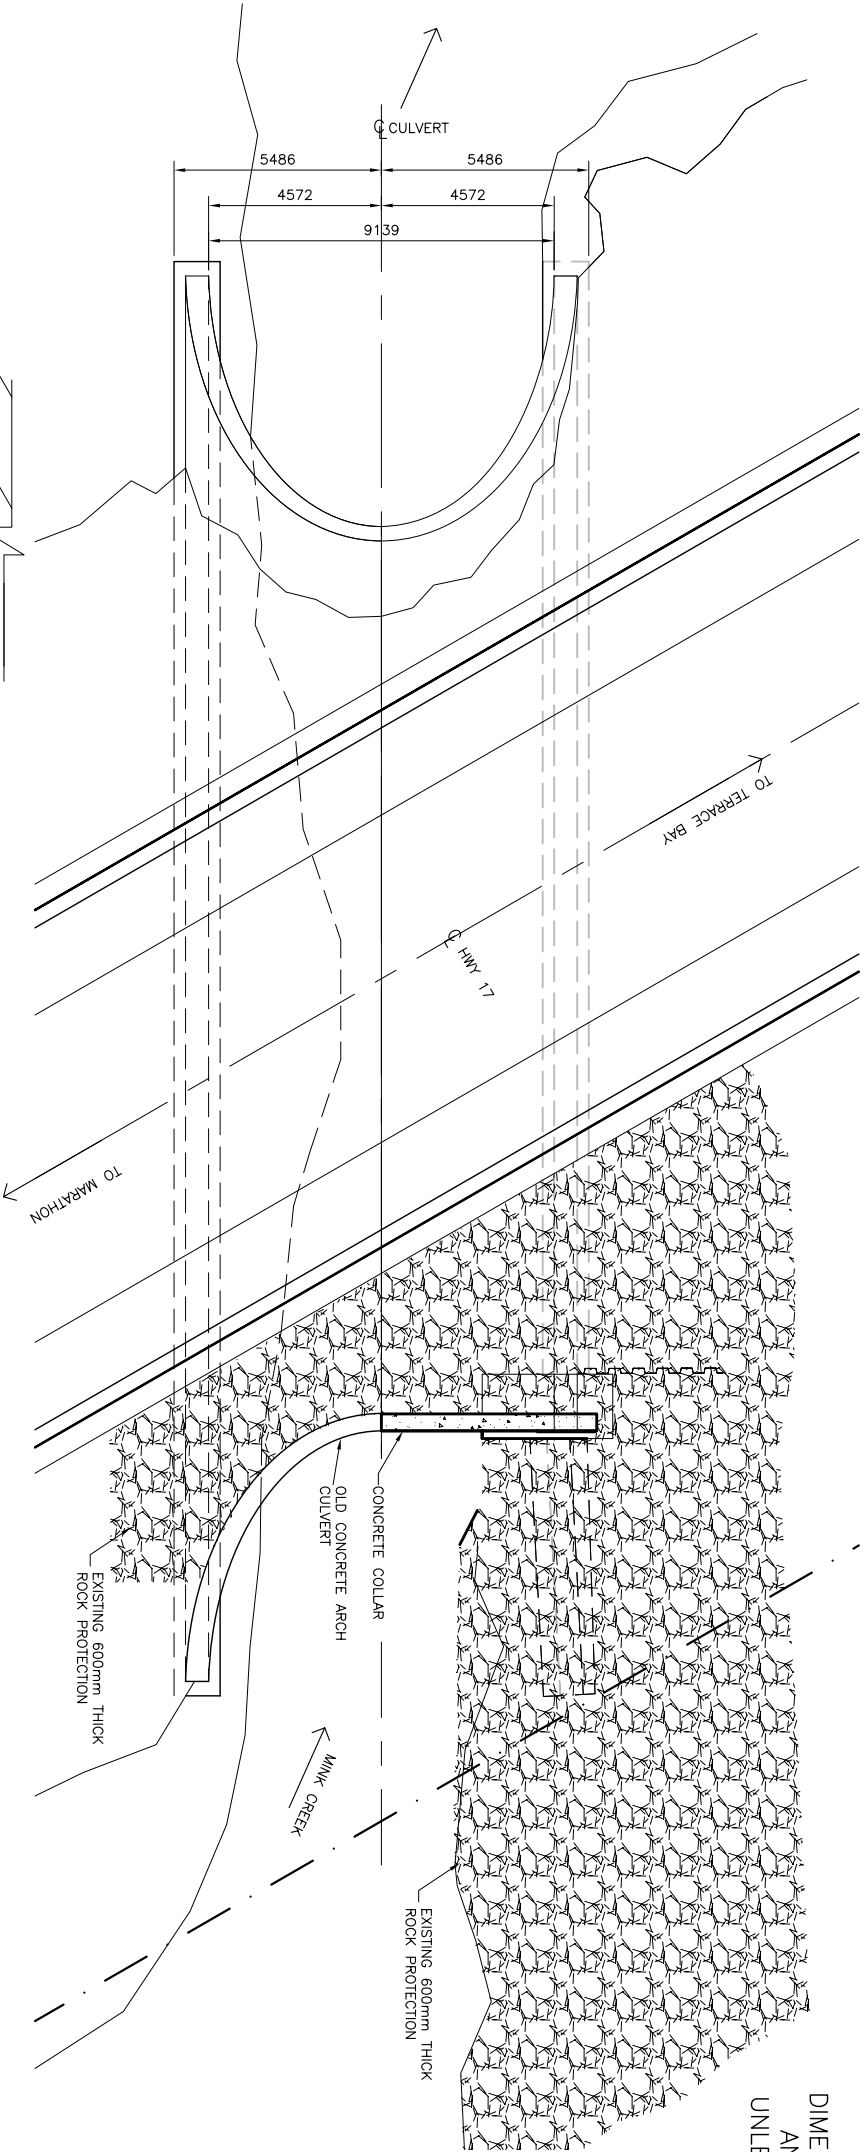 ℄ CULVERT
5486
5486
4572
4572
9139
TO TERRACE BAY
℄ HWY 17
TO MARATHON
CONCRETE COLLAR
OLD CONCRETE ARCH
CULVERT
EXISTING 600mm THICK
ROCK PROTECTION
MINK CREEK
EXISTING 600mm THICK
ROCK PROTECTION
DIME
AN
UNLE